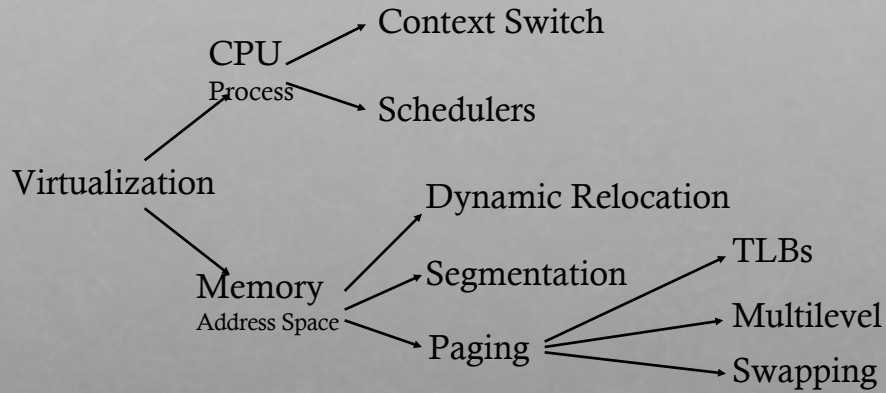 Context Switch
CPU
Process
Schedulers
Virtualization
Dynamic Relocation
TLBs
Segmentation
Memory
Address Space
Multilevel
Paging
Swapping